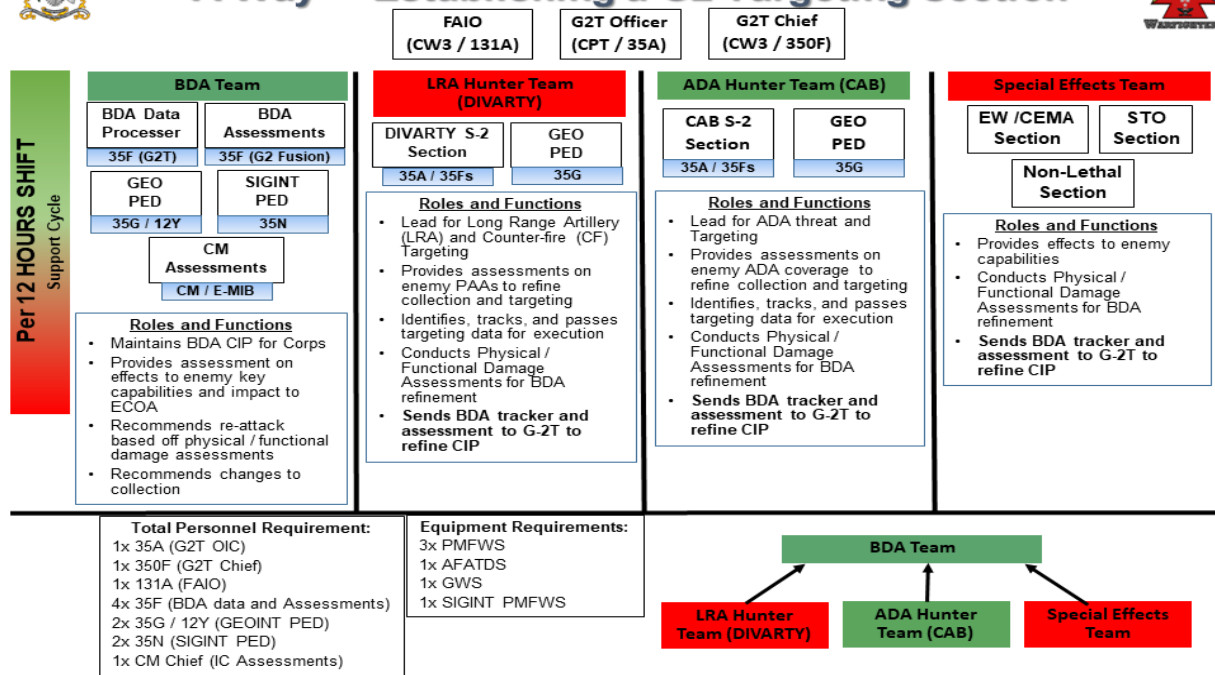 A Way – Establishing a G2 Targeting Section
WARFIGHTER
FAIO
(CW3 / 131A)
G2T Officer
(CPT / 35A)
G2T Chief
(CW3 / 350F)
Per 12 HOURS SHIFT
Support Cycle
BDA Team
BDA Data
Processer
35F (G2T)
BDA
Assessments
35F (G2 Fusion)
GEO
PED
35G / 12Y
SIGINT
PED
35N
CM
Assessments
CM / E-MIB
Roles and Functions
• Maintains BDA CIP for Corps
• Provides assessment on
effects to enemy key
capabilities and impact to
ECOA
• Recommends re-attack
based off physical / functional
damage assessments
• Recommends changes to
collection
LRA Hunter Team
(DIVARTY)
DIVARTY S-2
Section
35A / 35Fs
GEO
PED
35G
Roles and Functions
• Lead for Long Range Artillery
(LRA) and Counter-fire (CF)
Targeting
• Provides assessments on
enemy PAAs to refine
collection and targeting
• Identifies, tracks, and passes
targeting data for execution
• Conducts Physical /
Functional Damage
Assessments for BDA
refinement
• Sends BDA tracker and
assessment to G-2T to
refine CIP
ADA Hunter Team (CAB)
CAB S-2
Section
35A / 35Fs
GEO
PED
35G
Roles and Functions
• Lead for ADA threat and
Targeting
• Provides assessments on
enemy ADA coverage to
refine collection and targeting
• Identifies, tracks, and passes
targeting data for execution
• Conducts Physical /
Functional Damage
Assessments for BDA
refinement
• Sends BDA tracker and
assessment to G-2T to
refine CIP
Special Effects Team
EW /CEMA
Section
STO
Section
Non-Lethal
Section
Roles and Functions
• Provides effects to enemy
capabilities
• Conducts Physical /
Functional Damage
Assessments for BDA
refinement
• Sends BDA tracker and
assessment to G-2T to
refine CIP
Total Personnel Requirement:
1x 35A (G2T OIC)
1x 350F (G2T Chief)
1x 131A (FAIO)
4x 35F (BDA data and Assessments)
2x 35G / 12Y (GEOINT PED)
2x 35N (SIGINT PED)
1x CM Chief (IC Assessments)
Equipment Requirements:
3x PMFWS
1x AFATDS
1x GWS
1x SIGINT PMFWS
BDA Team
LRA Hunter
Team (DIVARTY)
ADA Hunter
Team (CAB)
Special Effects
Team